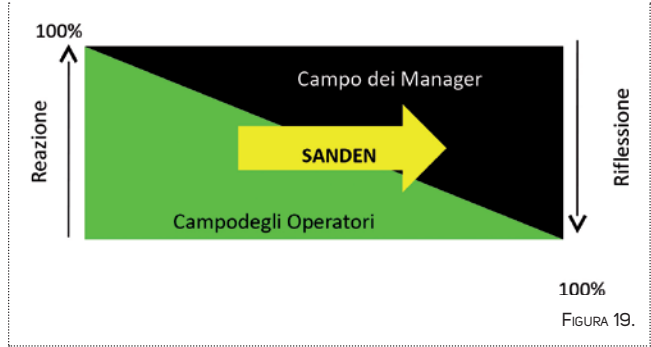 100%
Campo dei Manager
Reazione
SANDEN
Riflessione
Campodegli Operatori
100%
FIGURA 19.